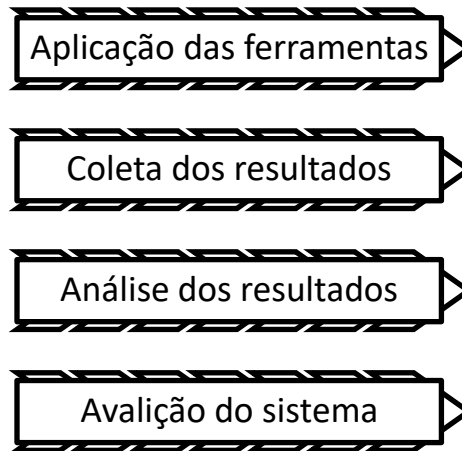 Aplicação das ferramentas
Coleta dos resultados
Análise dos resultados
Avalição do sistema